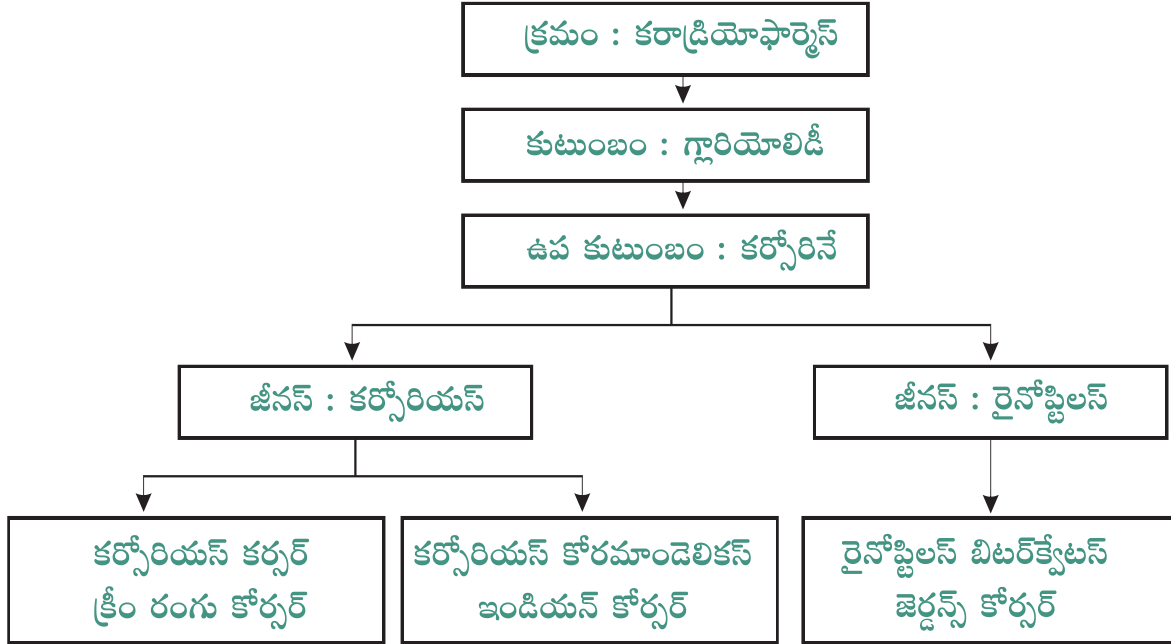 క్రమం : కరాడ్రియోఫార్మెస్
కుటుంబం : గ్లారియోలిడీ
ఉప కుటుంబం : కర్సోరినే
జీనస్ : కర్సోరియస్
జీనస్ : రైనోప్టిలస్
కర్సోరియస్ కర్సర్
క్రీం రంగు కోర్సర్
కర్సోరియస్ కోరమాండెలికస్
ఇండియన్ కోర్సర్
రైనోప్టిలస్ బిటర్‌క్వేటస్
జెర్డన్స్ కోర్సర్